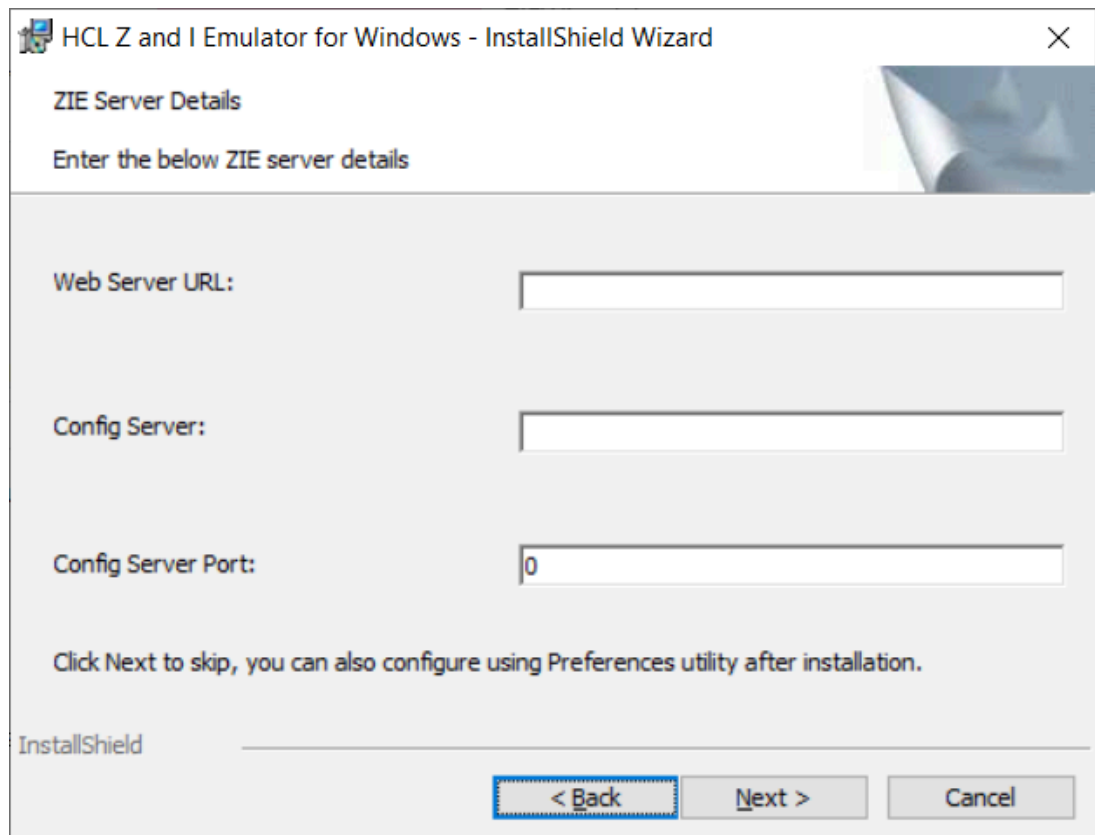 HCL Z and I Emulator for Windows - InstallShield Wizard
ZIE Server Details
Enter the below ZIE server details
Web Server URL:
Config Server:
Config Server Port:
0
Click Next to skip, you can also configure using Preferences utility after installation.
InstallShield
< Back
Next >
Cancel